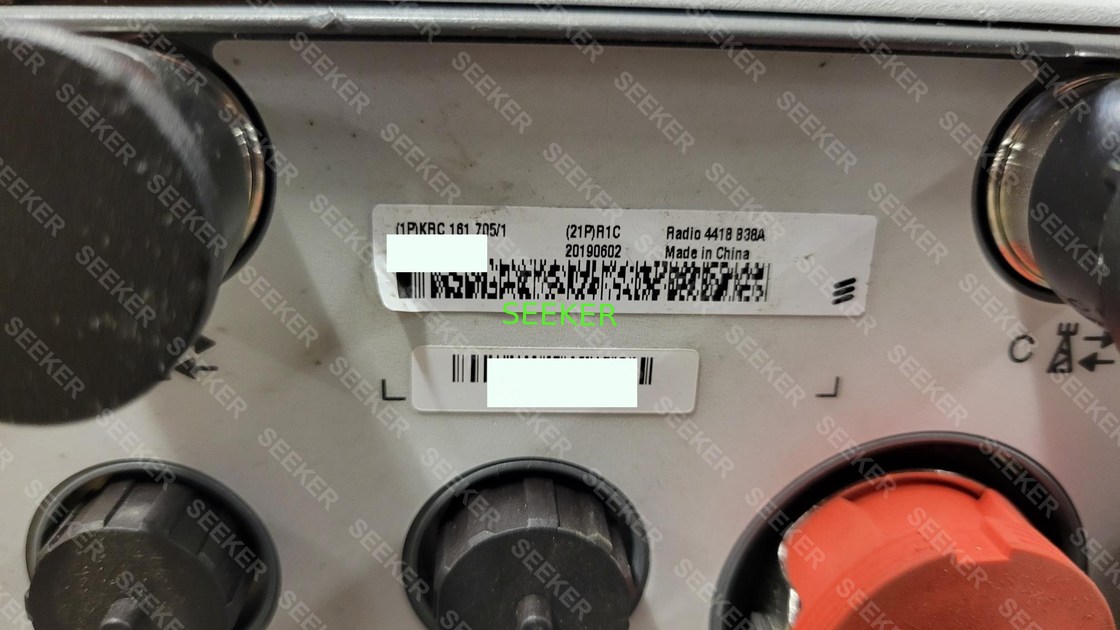 (1P)KRC 161 705/1 (21P)R1C Radio 4418 B38A
20190602 Made in China
SEEKER
C